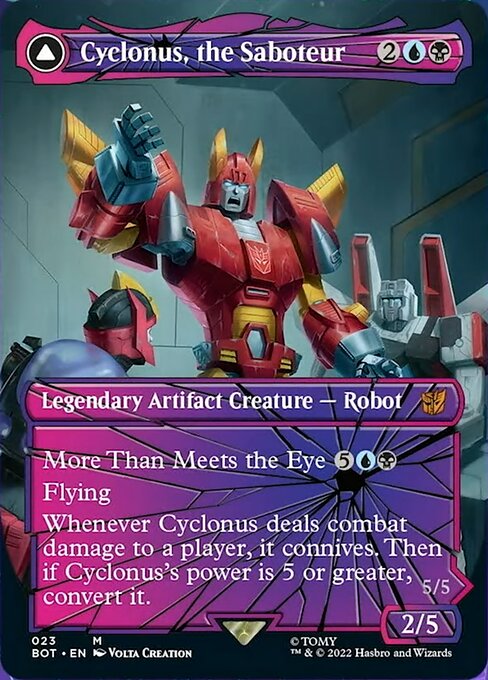 Cyclonus, the Saboteur 2
Legendary Artifact Creature — Robot
More Than Meets the Eye 5
Flying
Whenever Cyclonus deals combat
damage to a player, it connives. Then
if Cyclonus's power is 5 or greater,
convert it.
5/5
2/5
023 M
BOT • EN Volta Creation
© TOMY
™ & © 2022 Hasbro and Wizards